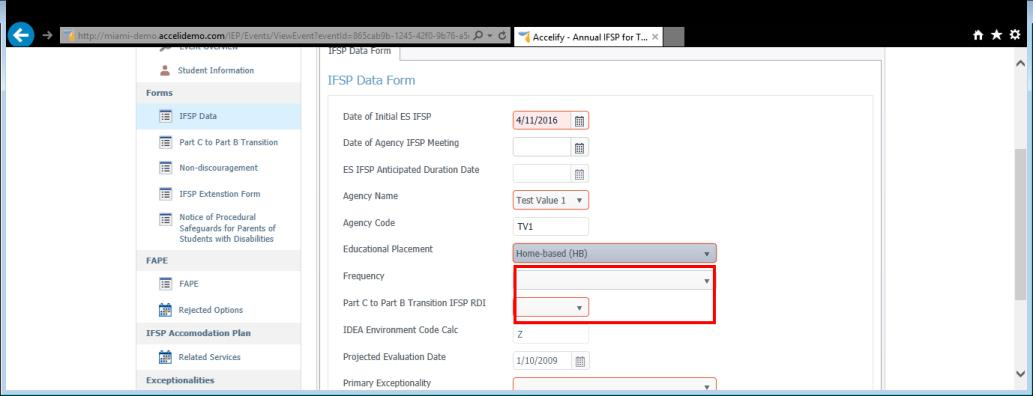 http://miami-demo.accelidemo.com/IEP/Events/ViewEvent?eventId=865cab9b-1245-42f0-9b76-a5
Accelify - Annual IFSP for T...
Event Overview
Student Information
Forms
IFSP Data
Part C to Part B Transition
Non-discouragement
IFSP Extenstion Form
Notice of Procedural
Safeguards for Parents of
Students with Disabilities
FAPE
FAPE
Rejected Options
IFSP Accomodation Plan
Related Services
Exceptionalities
IFSP Data Form
IFSP Data Form
Date of Initial ES IFSP 4/11/2016
Date of Agency IFSP Meeting
ES IFSP Anticipated Duration Date
Agency Name Test Value 1
Agency Code TV1
Educational Placement Home-based (HB)
Frequency
Part C to Part B Transition IFSP RDI
IDEA Environment Code Calc Z
Projected Evaluation Date 1/10/2009
Primary Exceptionality